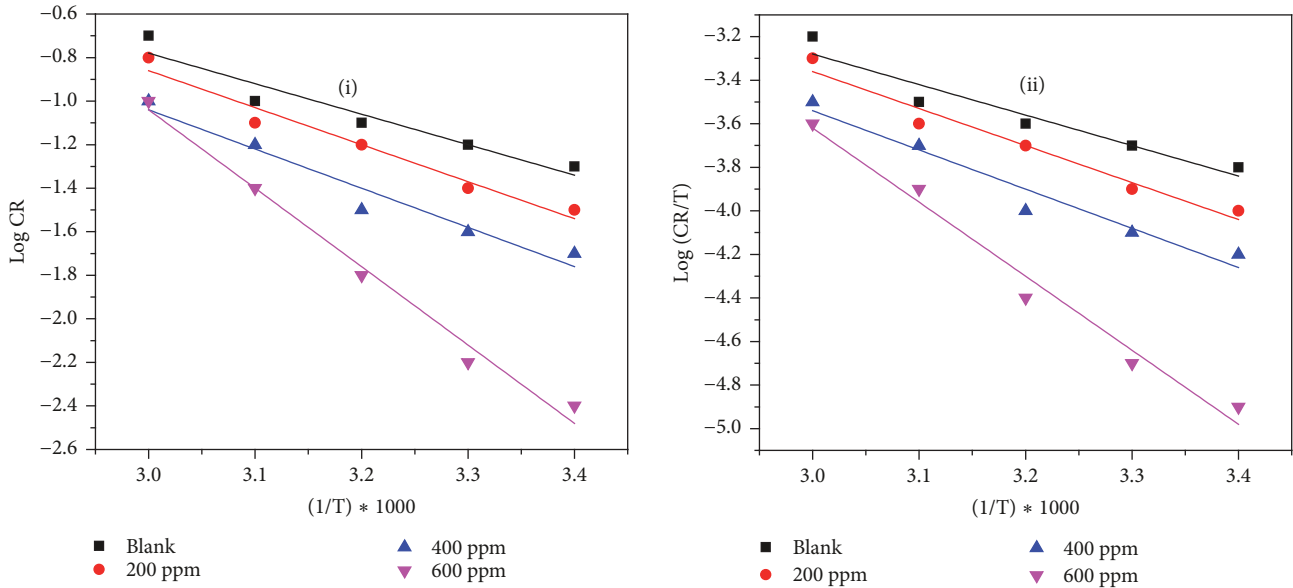 −0.6
−0.8
−1.0
−1.2
−1.4
−1.6
−1.8
−2.0
−2.2
−2.4
−2.6
Log CR
(i)
3.0 3.1 3.2 3.3 3.4
(1/T) ∗ 1000
Blank
200 ppm
400 ppm
600 ppm
−3.2
−3.4
−3.6
−3.8
−4.0
−4.2
−4.4
−4.6
−4.8
−5.0
Log (CR/T)
(ii)
3.0 3.1 3.2 3.3 3.4
(1/T) ∗ 1000
Blank
200 ppm
400 ppm
600 ppm